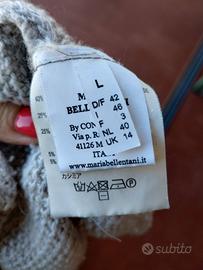 L
D/F 42
I 46
F 3
NL 40
UK 14
M
BELL
By CON
Via p. R
41126 M
ITA
www.mariabellentani.it
カシミア
subito